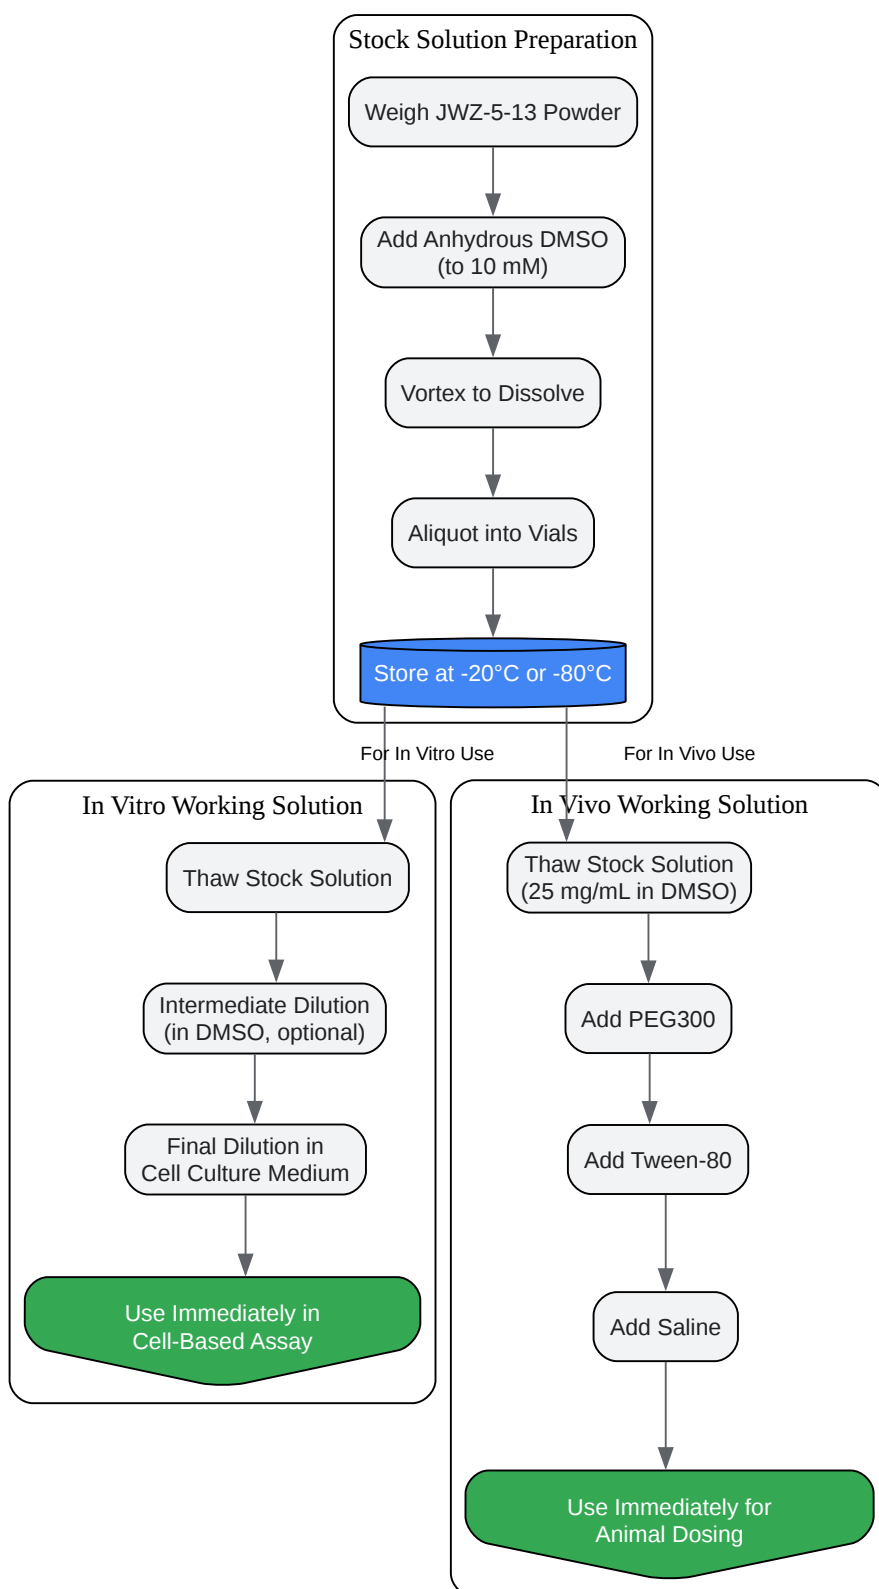 Stock Solution Preparation
Weigh JWZ-5-13 Powder
Add Anhydrous DMSO
(to 10 mM)
Vortex to Dissolve
Aliquot into Vials
Store at -20°C or -80°C
For In Vitro Use
For In Vivo Use
In Vitro Working Solution
Thaw Stock Solution
Intermediate Dilution
(in DMSO, optional)
Final Dilution in
Cell Culture Medium
Use Immediately in
Cell-Based Assay
In Vivo Working Solution
Thaw Stock Solution
(25 mg/mL in DMSO)
Add PEG300
Add Tween-80
Add Saline
Use Immediately for
Animal Dosing